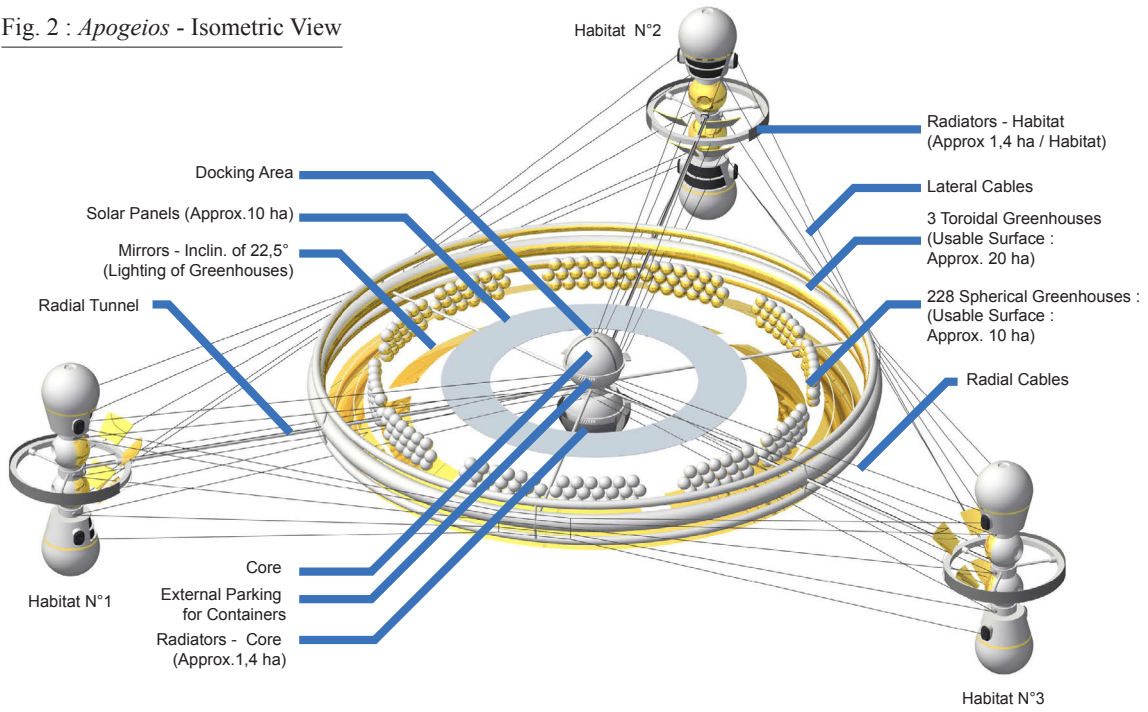 Fig. 2 : Apogeios - Isometric View
Habitat N°2
Radiators - Habitat
(Approx 1,4 ha / Habitat)
Docking Area
Lateral Cables
Solar Panels (Approx.10 ha)
3 Toroidal Greenhouses
(Usable Surface :
Approx. 20 ha)
Mirrors - Inclin. of 22,5°
(Lighting of Greenhouses)
Radial Tunnel
228 Spherical Greenhouses :
(Usable Surface :
Approx. 10 ha)
Radial Cables
Core
Habitat N°1
External Parking
for Containers
Radiators - Core
(Approx.1,4 ha)
Habitat N°3